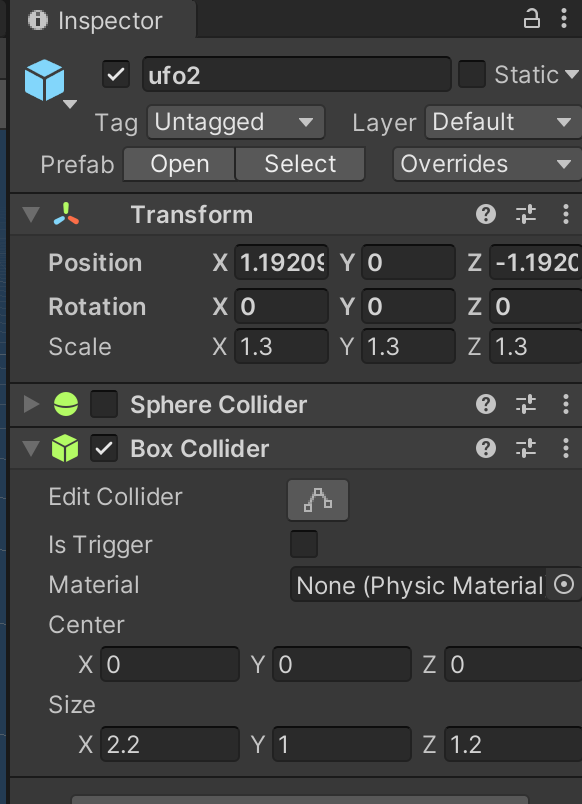 Inspector
ufo2 Static
Tag Untagged Layer Default
Prefab Open Select Overrides
Transform
Position X 1.19209 Y 0 Z -1.1920
Rotation X 0 Y 0 Z 0
Scale X 1.3 Y 1.3 Z 1.3
Sphere Collider
Box Collider
Edit Collider
Is Trigger
Material None (Physic Material
Center
X 0 Y 0 Z 0
Size
X 2.2 Y 1 Z 1.2